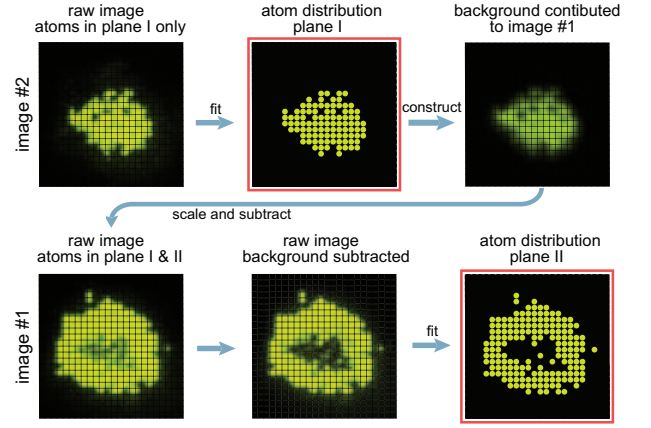 raw image
atoms in plane I only
atom distribution
plane I
background contibuted
to image #1
image #2
fit
construct
scale and subtract
raw image
atoms in plane I & II
raw image
background subtracted
atom distribution
plane II
image #1
fit